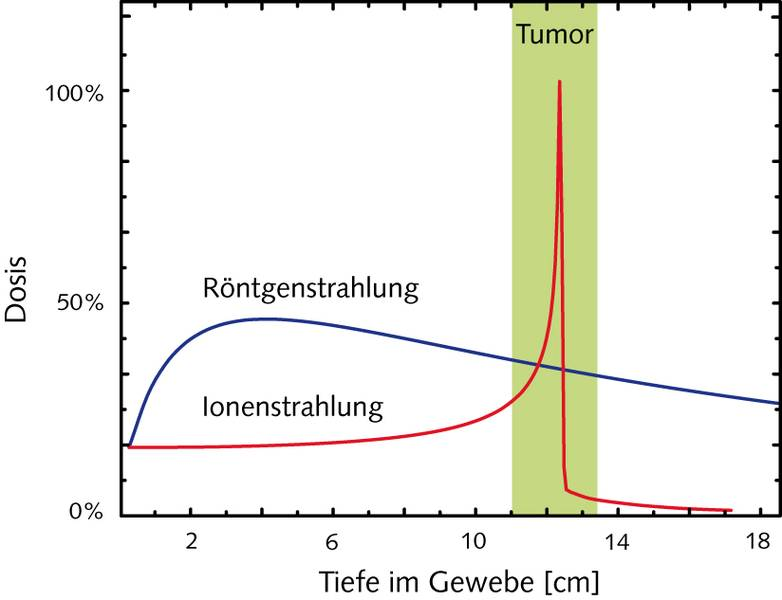 Tumor
100%
Dosis
Röntgenstrahlung
50%
Ionenstrahlung
0%
2 6 10 14 18
Tiefe im Gewebe [cm]